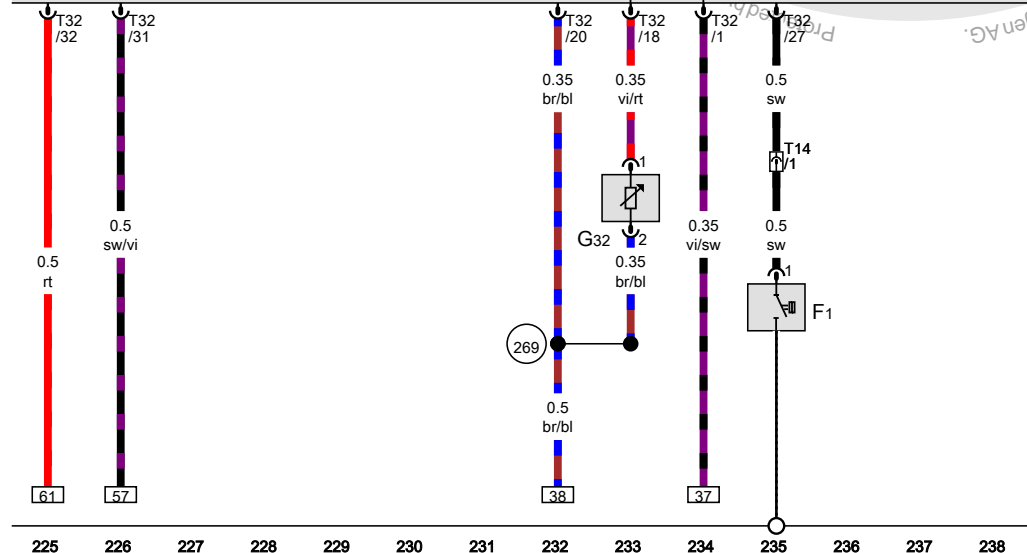 T32
/32
T32
/31
T32
/20
T32
/18
T32
/1
T32
/27
gen AG.
0.35
br/bl
0.35
vi/rt
0.5
sw
T14
/1
1
G32
2
0.5
sw/vi
0.35
vi/sw
0.5
sw
0.5
rt
0.35
br/bl
1
F1
269
0.5
br/bl
61
57
38
37
225
226
227
228
229
230
231
232
233
234
235
236
237
238